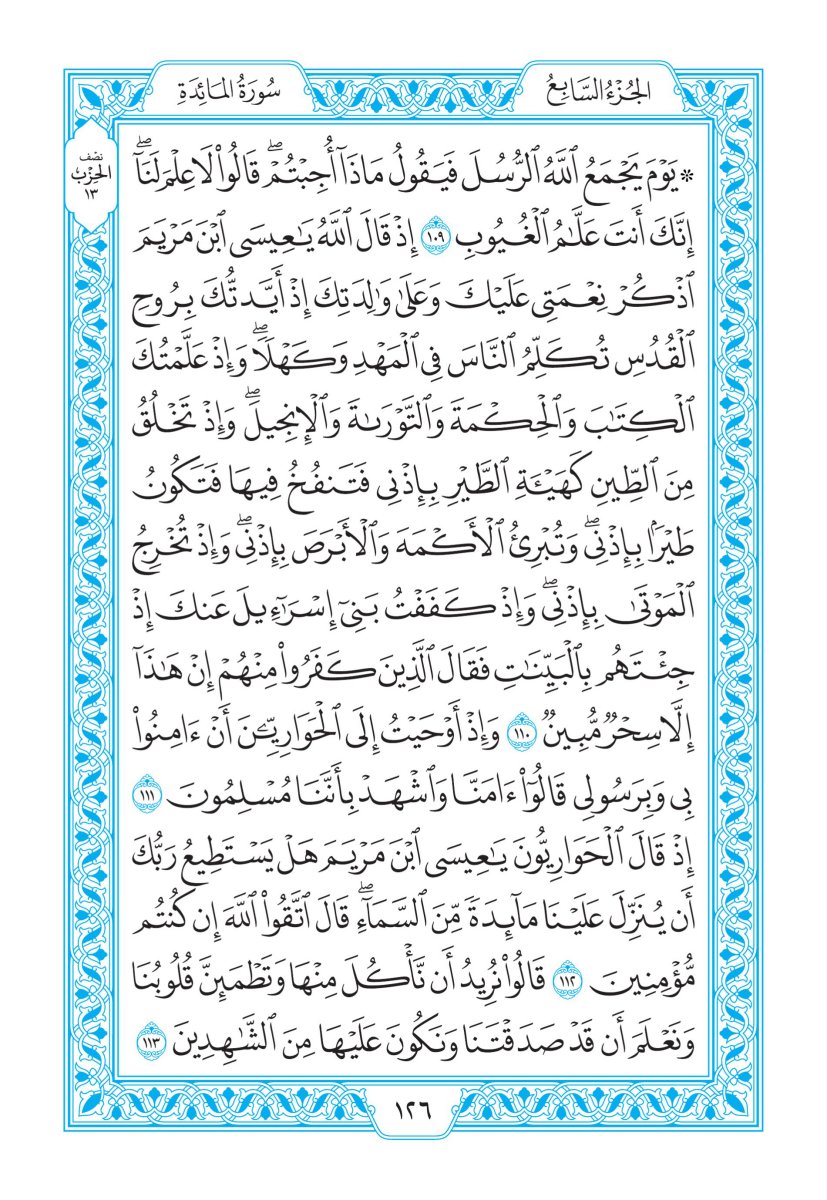 الجُزْءُ السَّابِعُ
سُورَةُ المَائِدَةِ
نصف
الحِزْبُ
١٣
۞ يَوْمَ يَجْمَعُ ٱللَّهُ ٱلرُّسُلَ فَيَقُولُ مَاذَآ أُجِبْتُمْۖ قَالُوا۟ لَا عِلْمَ لَنَآۖ
إِنَّكَ أَنتَ عَلَّٰمُ ٱلْغُيُوبِ ١٠٩ إِذْ قَالَ ٱللَّهُ يَٰعِيسَى ٱبْنَ مَرْيَمَ
ٱذْكُرْ نِعْمَتِى عَلَيْكَ وَعَلَىٰ وَٰلِدَتِكَ إِذْ أَيَّدتُّكَ بِرُوحِ
ٱلْقُدُسِ تُكَلِّمُ ٱلنَّاسَ فِى ٱلْمَهْدِ وَكَهْلًاۖ وَإِذْ عَلَّمْتُكَ
ٱلْكِتَٰبَ وَٱلْحِكْمَةَ وَٱلتَّوْرَىٰةَ وَٱلْإِنجِيلَۖ وَإِذْ تَخْلُقُ
مِنَ ٱلطِّينِ كَهَيْـَٔةِ ٱلطَّيْرِ بِإِذْنِى فَتَنفُخُ فِيهَا فَتَكُونُ
طَيْرًۢا بِإِذْنِىۖ وَتُبْرِئُ ٱلْأَكْمَهَ وَٱلْأَبْرَصَ بِإِذْنِىۖ وَإِذْ تُخْرِجُ
ٱلْمَوْتَىٰ بِإِذْنِىۖ وَإِذْ كَفَفْتُ بَنِىٓ إِسْرَٰٓءِيلَ عَنكَ إِذْ
جِئْتَهُم بِٱلْبَيِّنَٰتِ فَقَالَ ٱلَّذِينَ كَفَرُوا۟ مِنْهُمْ إِنْ هَٰذَآ
إِلَّا سِحْرٌ مُّبِينٌ ١١٠ وَإِذْ أَوْحَيْتُ إِلَى ٱلْحَوَارِيِّـۧنَ أَنْ ءَامِنُوا۟
بِى وَبِرَسُولِى قَالُوٓا۟ ءَامَنَّا وَٱشْهَدْ بِأَنَّنَا مُسْلِمُونَ ١١١
إِذْ قَالَ ٱلْحَوَارِيُّونَ يَٰعِيسَى ٱبْنَ مَرْيَمَ هَلْ يَسْتَطِيعُ رَبُّكَ
أَن يُنَزِّلَ عَلَيْنَا مَآئِدَةً مِّنَ ٱلسَّمَآءِۖ قَالَ ٱتَّقُوا۟ ٱللَّهَ إِن كُنتُم
مُّؤْمِنِينَ ١١٢ قَالُوا۟ نُرِيدُ أَن نَّأْكُلَ مِنْهَا وَتَطْمَئِنَّ قُلُوبُنَا
وَنَعْلَمَ أَن قَدْ صَدَقْتَنَا وَنَكُونَ عَلَيْهَا مِنَ ٱلشَّٰهِدِينَ ١١٣
١٢٦